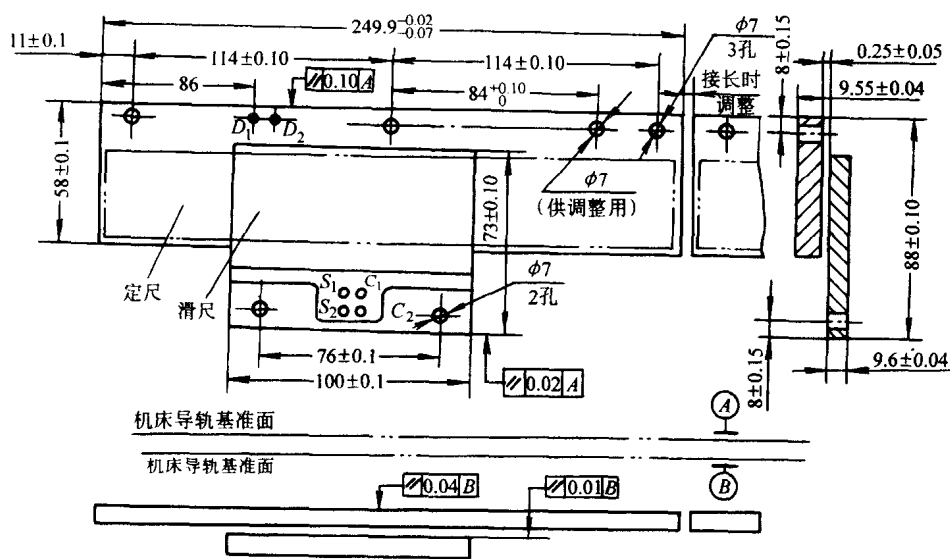 249.9 -0.02 -0.07
11±0.1
114±0.10
114±0.10
φ7
3孔
8±0.15
0.25±0.05
86
// 0.10 A
84 +0.10 0
接长时
调整
9.55±0.04
D1
D2
58±0.1
φ7
(供调整用)
73±0.10
88±0.10
定尺
滑尺
S1
C1
S2
C2
φ7
2孔
76±0.1
100±0.1
// 0.02 A
8±0.15
9.6±0.04
机床导轨基准面
A
机床导轨基准面
B
// 0.04 B
// 0.01 B